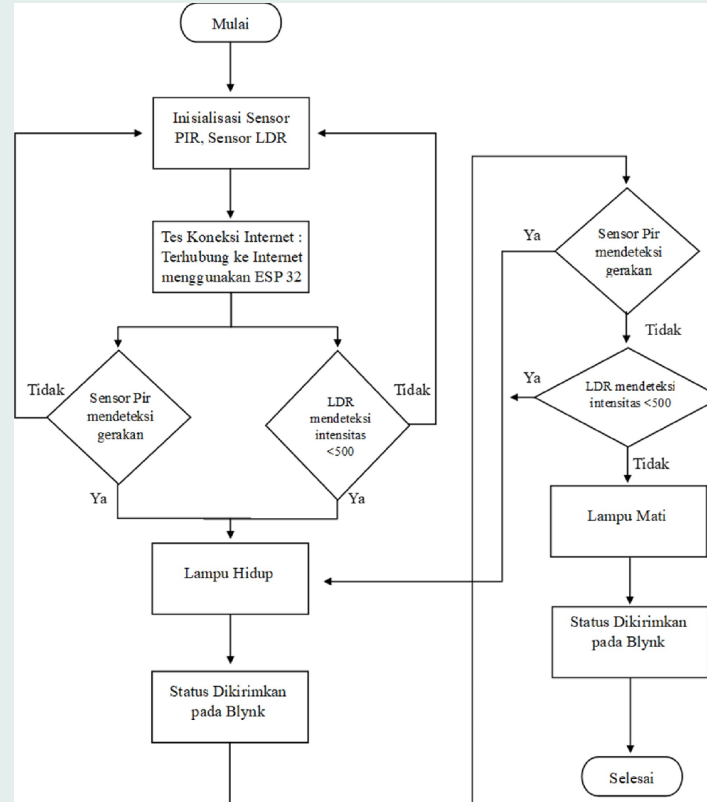 Mulai
Inisialisasi Sensor
PIR, Sensor LDR
Tes Koneksi Internet :
Terhubung ke Internet
menggunakan ESP 32
Tidak
Sensor Pir
mendeteksi
gerakan
Ya
Tidak
LDR
mendeteksi
intensitas
<500
Ya
Lampu Hidup
Status Dikirimkan
pada Blynk
Ya
Sensor Pir
mendeteksi
gerakan
Tidak
Ya
LDR mendeteksi
intensitas <500
Tidak
Lampu Mati
Status Dikirimkan
pada Blynk
Selesai